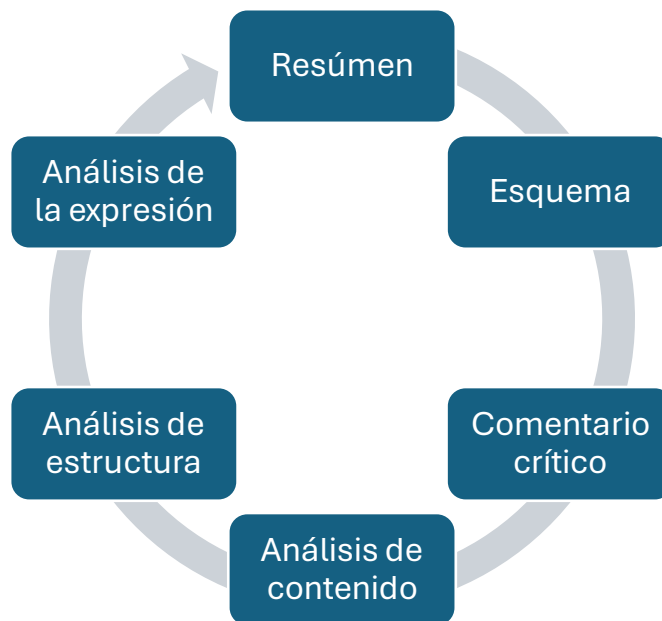 Resúmen
Esquema
Comentario
crítico
Análisis de
contenido
Análisis de
estructura
Análisis de
la expresión